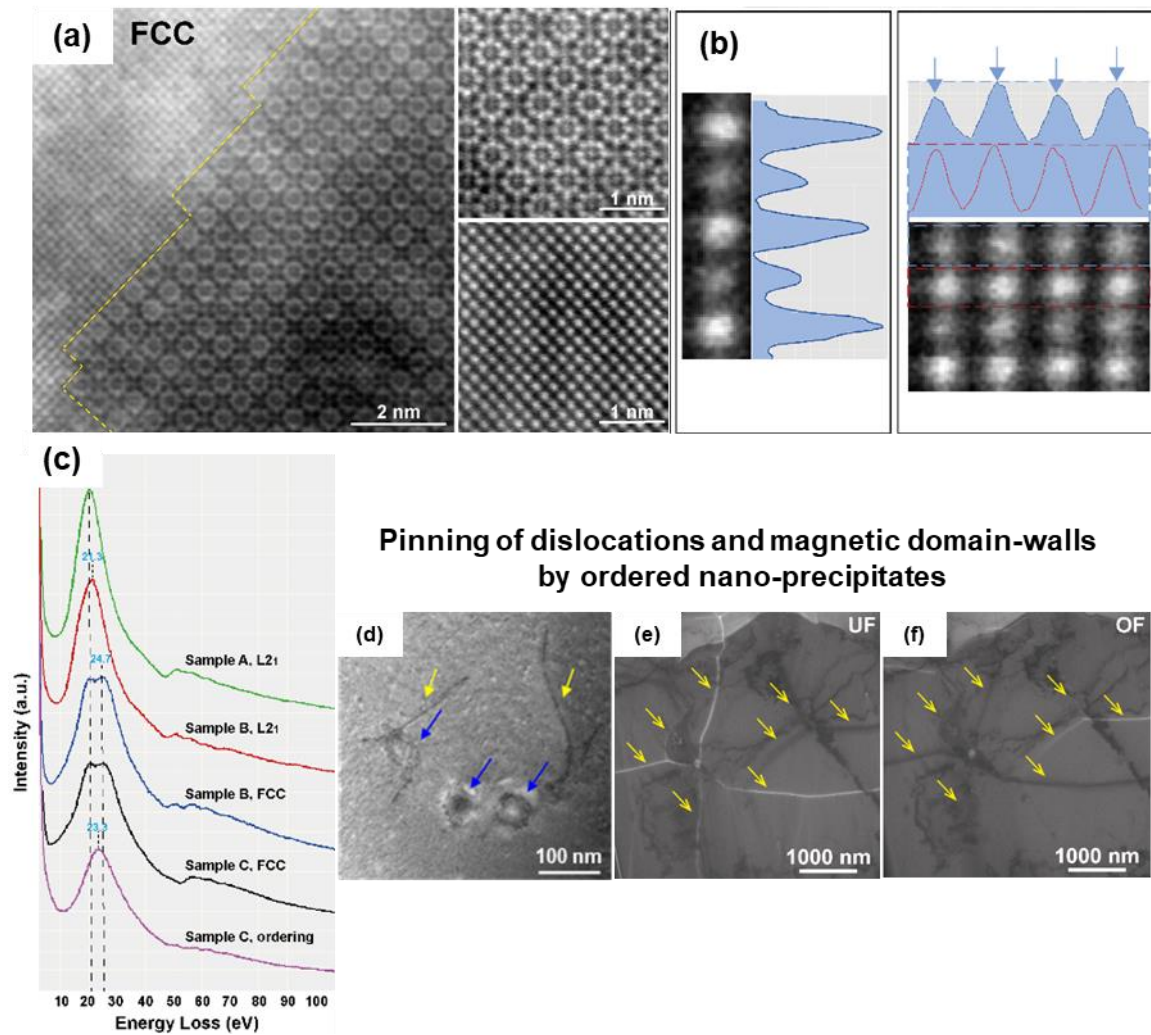 (a) FCC
2 nm
1 nm
1 nm
(b)
(c)
21.3
24.7
23.3
Sample A, L2₁
Sample B, L2₁
Sample B, FCC
Sample C, FCC
Sample C, ordering
Intensity (a.u.)
10 20 30 40 50 60 70 80 90 100
Energy Loss (eV)
Pinning of dislocations and magnetic domain-walls
by ordered nano-precipitates
(d)
100 nm
(e)
UF
1000 nm
(f)
OF
1000 nm